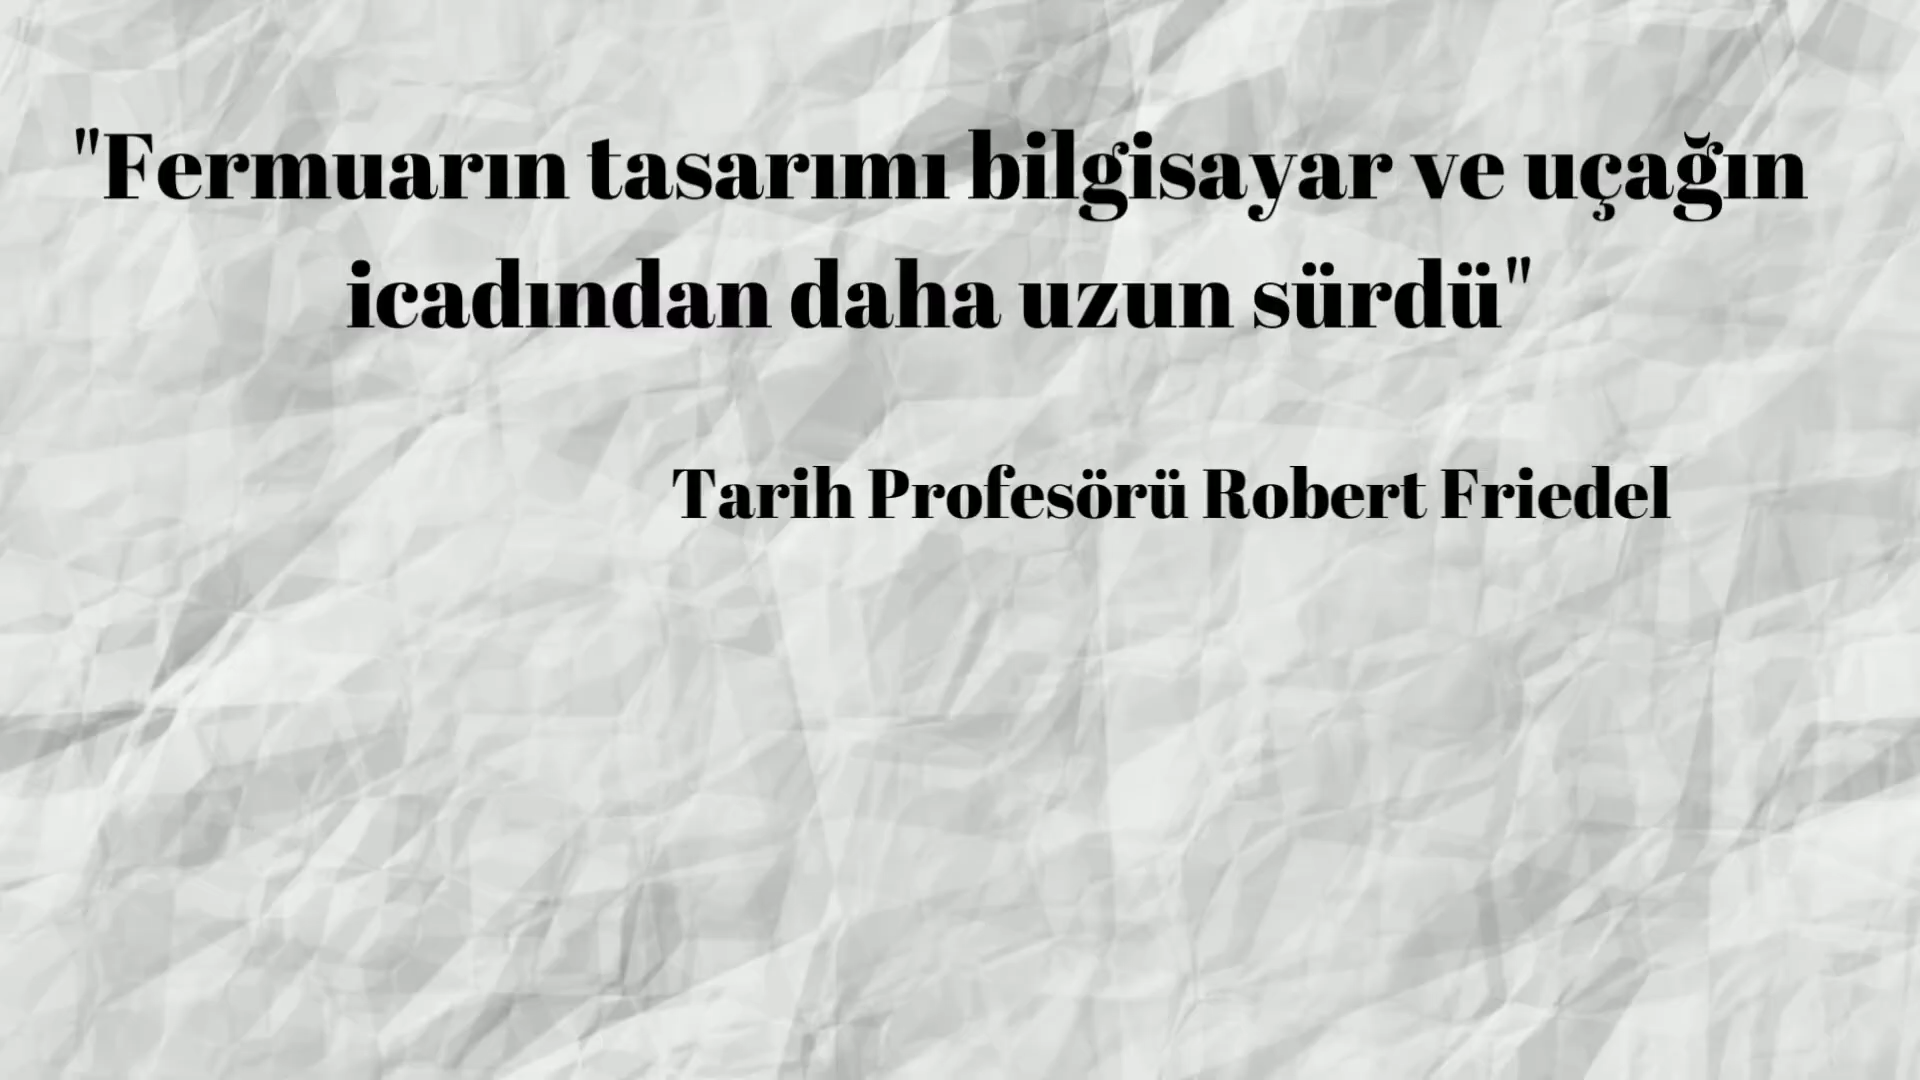 "Fermuarın tasarımı bilgisayar ve uçağın
icadından daha uzun sürdü"
Tarih Profesörü Robert Friedel